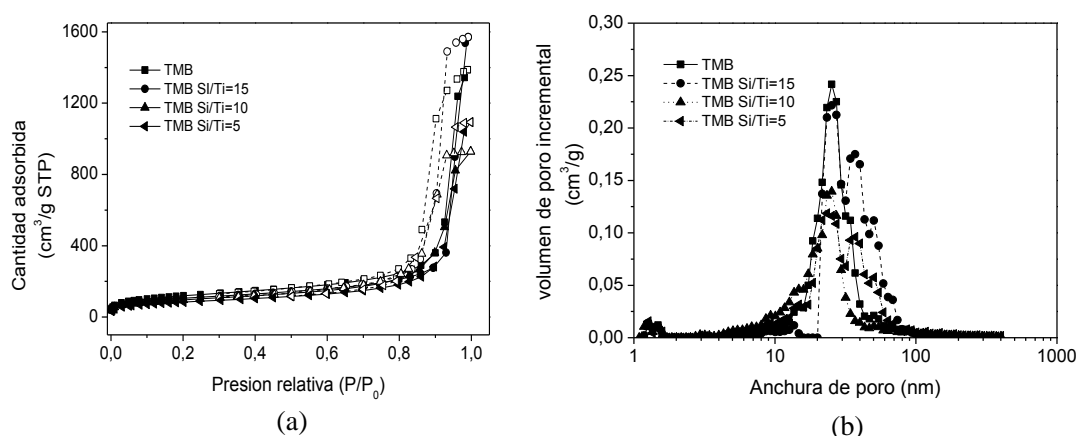 1600
1200
800
400
0
Cantidad adsorbida
(cm³/g STP)
TMB
TMB SI/Ti=15
TMB Si/Ti=10
TMB Si/Ti=5
0,0 0,2 0,4 0,6 0,8 1,0
Presion relativa (P/P₀)
(a)
0,30
0,25
0,20
0,15
0,10
0,05
0,00
volumen de poro incremental
(cm³/g)
TMB
TMB Si/Ti=15
TMB Si/Ti=10
TMB Si/Ti=5
1 10 100 1000
Anchura de poro (nm)
(b)